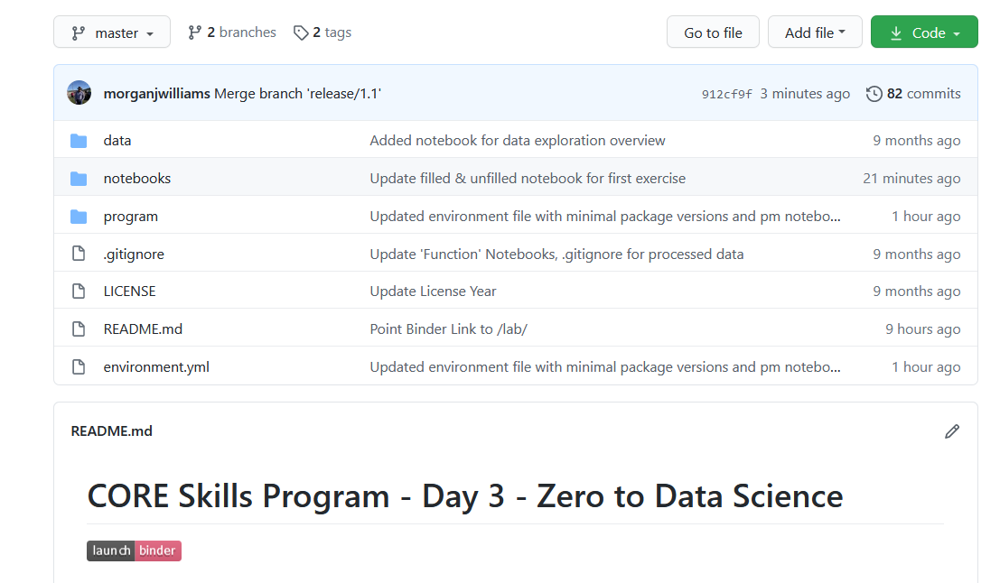 master 2 branches 2 tags Go to file Add file Code
morganjwilliams Merge branch 'release/1.1' 912cf9f 3 minutes ago 82 commits
data Added notebook for data exploration overview 9 months ago
notebooks Update filled & unfilled notebook for first exercise 21 minutes ago
program Updated environment file with minimal package versions and pm notebo... 1 hour ago
.gitignore Update 'Function' Notebooks, .gitignore for processed data 9 months ago
LICENSE Update License Year 9 months ago
README.md Point Binder Link to /lab/ 9 hours ago
environment.yml Updated environment file with minimal package versions and pm notebo... 1 hour ago
README.md
CORE Skills Program - Day 3 - Zero to Data Science
launch binder